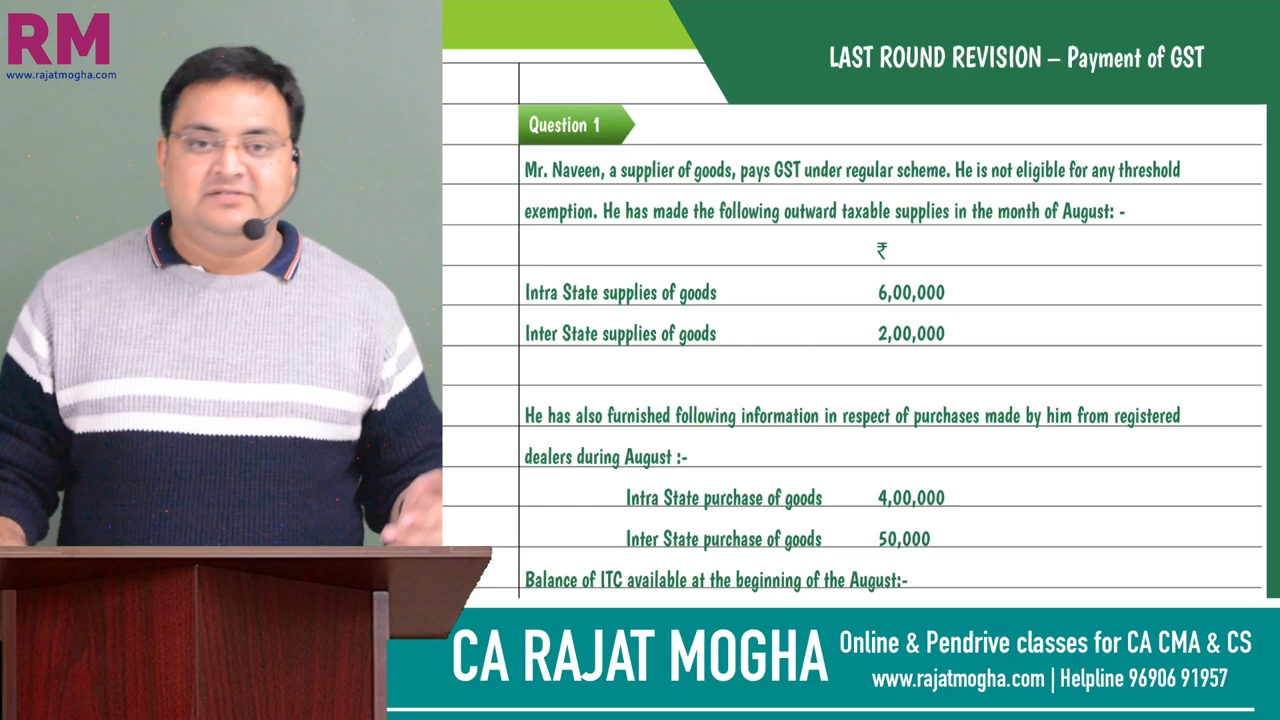 RM
www.rajatmogha.com
LAST ROUND REVISION – Payment of GST
Question 1
Mr. Naveen, a supplier of goods, pays GST under regular scheme. He is not eligible for any threshold
exemption. He has made the following outward taxable supplies in the month of August: -
₹
Intra State supplies of goods 6,00,000
Inter State supplies of goods 2,00,000
He has also furnished following information in respect of purchases made by him from registered
dealers during August :-
Intra State purchase of goods 4,00,000
Inter State purchase of goods 50,000
Balance of ITC available at the beginning of the August:-
CA RAJAT MOGHA
Online & Pendrive classes for CA CMA & CS
www.rajatmogha.com | Helpline 96906 91957